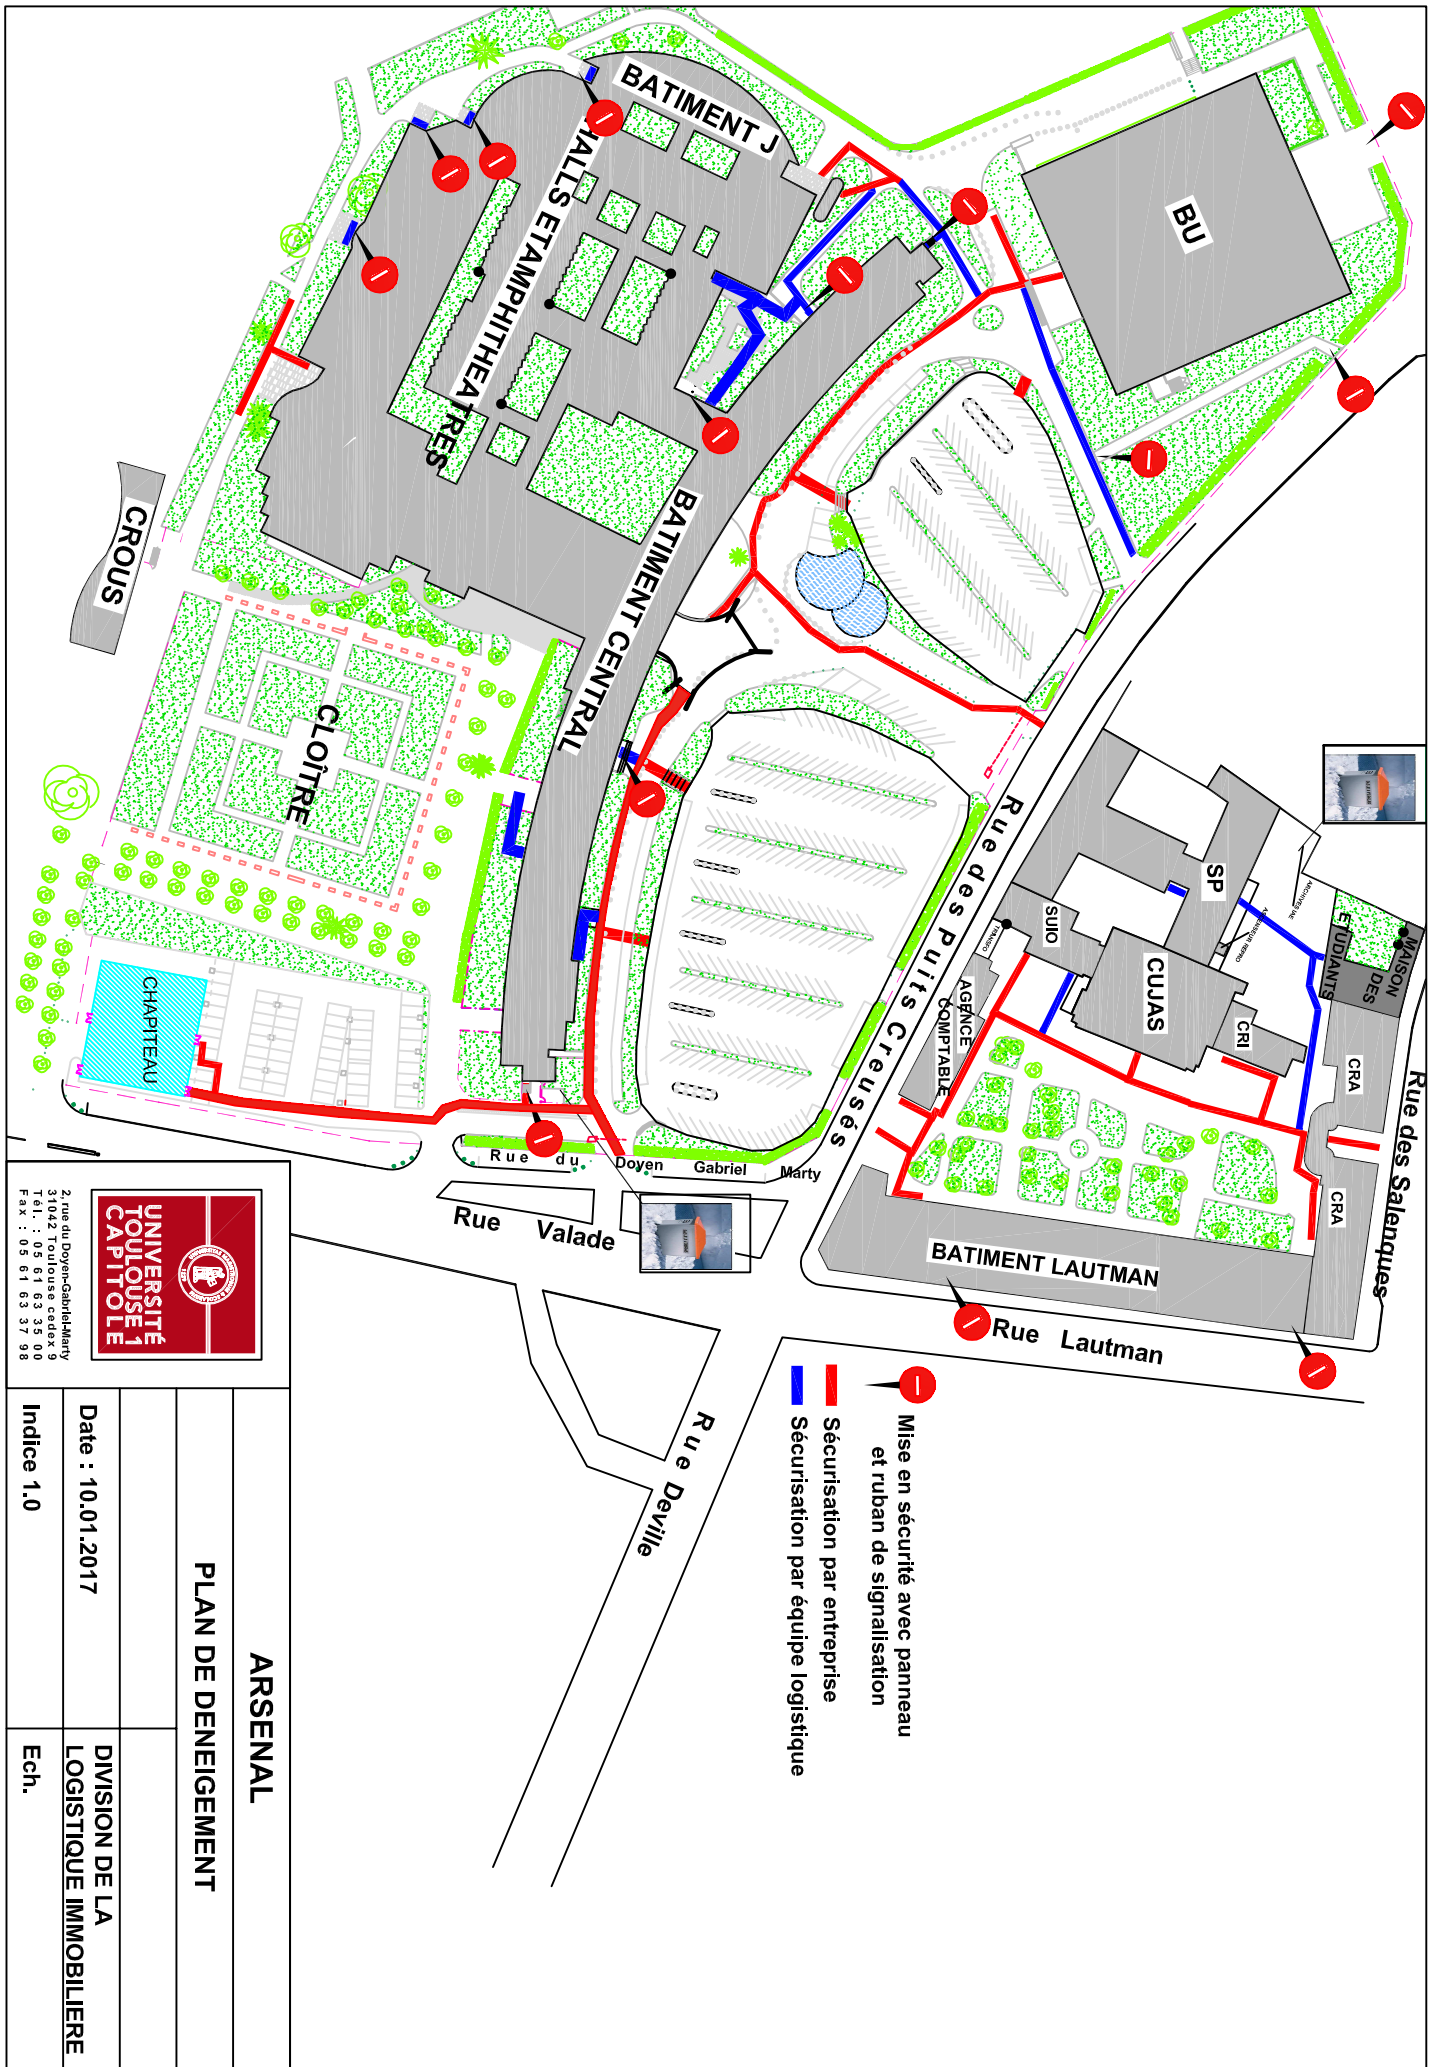 BATIMENT J
HALLS ETAMPHITHEATRES
BU
BATIMENT CENTRAL
CROUS
CLOÎTRE
CHAPITEAU
Rue des Puits Creusés
SP
SUIO
TRANSFO
CUJAS
CRI
AGENCE
COMPTABLE
ARCHIVES IAE
ASCENSEUR REPRO
MAISON
DES
ETUDIANTS
CRA
CRA
Rue des Salenques
BATIMENT LAUTMAN
Rue Lautman
Rue du Doyen Gabriel Marty
Rue Valade
Rue Deville
Mise en sécurité avec panneau
et ruban de signalisation
Sécurisation par entreprise
Sécurisation par équipe logistique
UNIVERSITÉ
TOULOUSE 1
CAPITOLE
2, rue du Doyen-Gabriel-Marty
31042 Toulouse cedex 9
Tél. : 05 61 63 35 00
Fax : 05 61 63 37 98
ARSENAL
PLAN DE DENEIGEMENT
Date : 10.01.2017
DIVISION DE LA
LOGISTIQUE IMMOBILIERE
Indice 1.0
Ech.